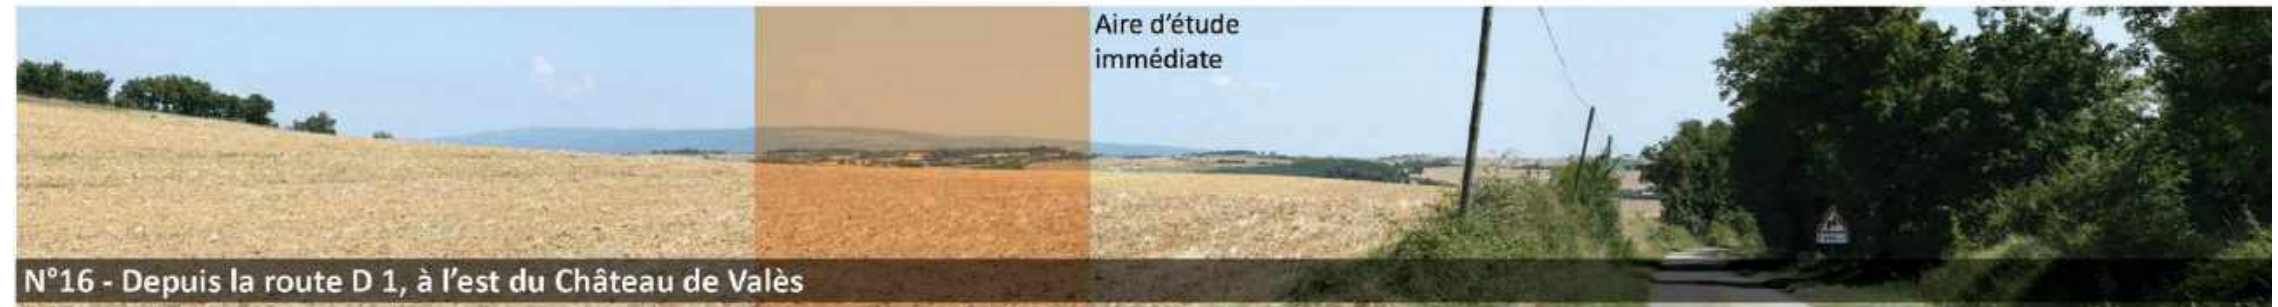 Aire d'étude
immédiate
N°16 - Depuis la route D 1, à l'est du Château de Valès